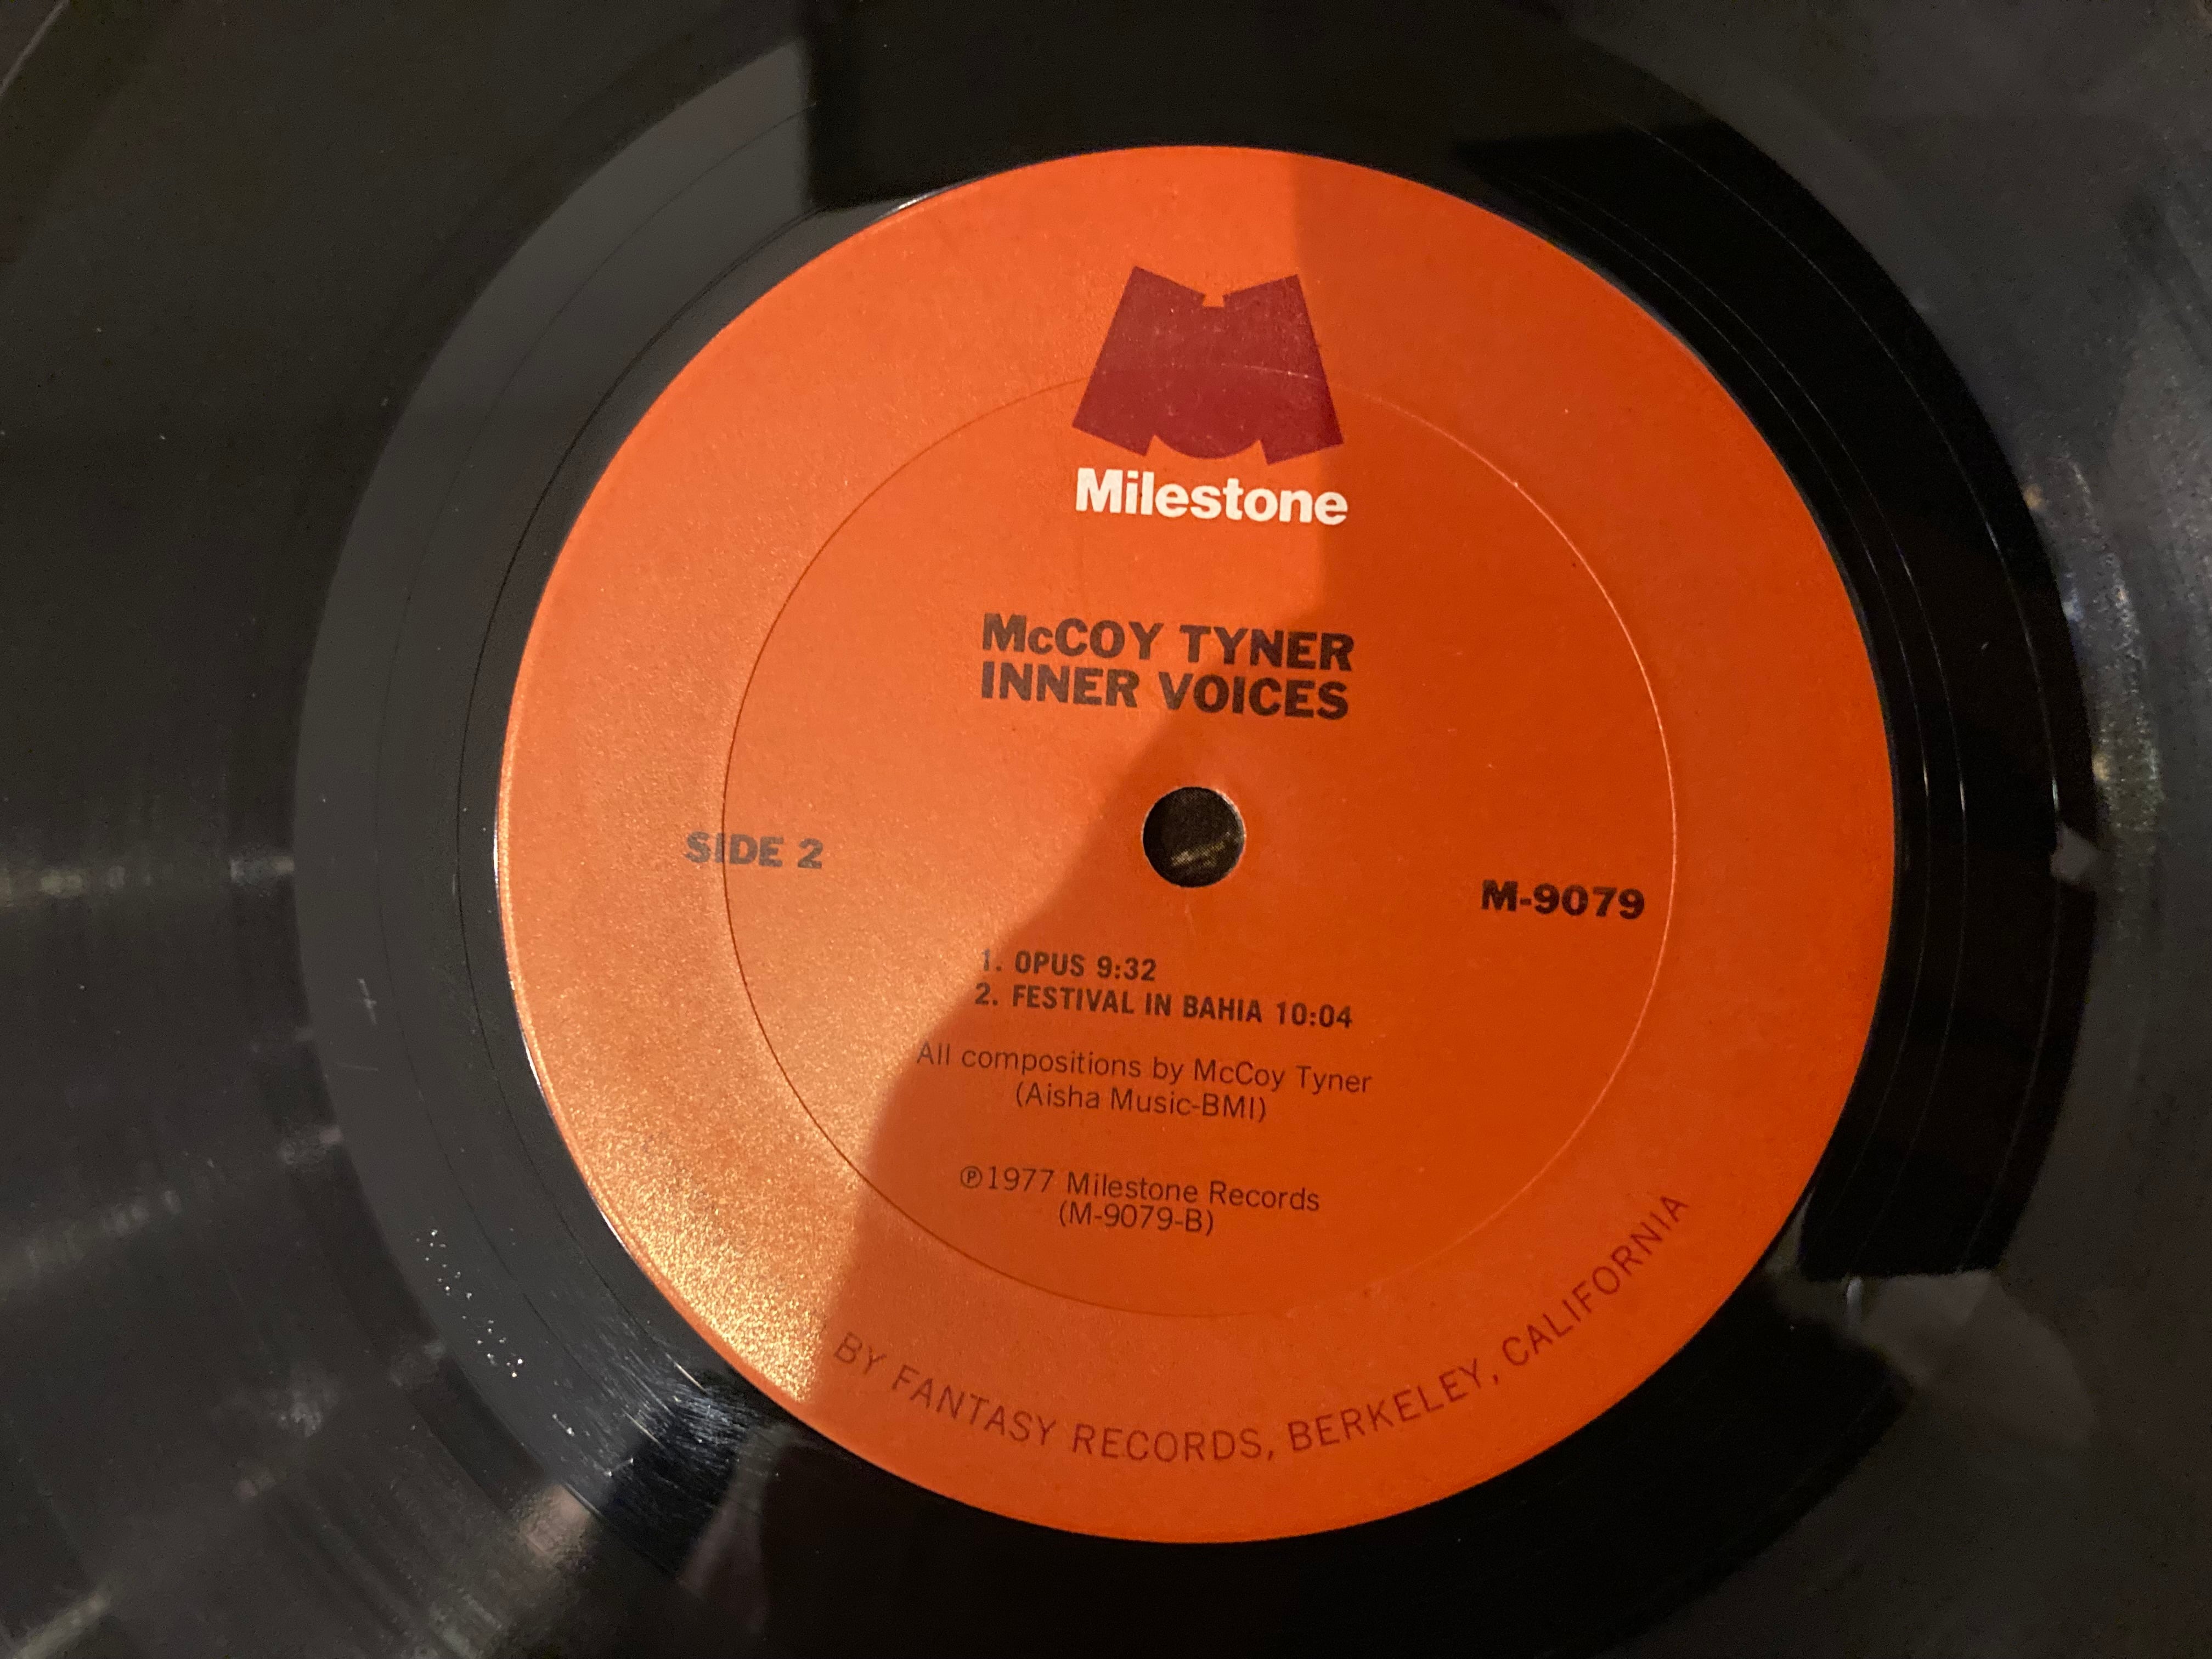 Milestone
McCOY TYNER
INNER VOICES
SIDE 2
M-9079
1. OPUS 9:32
2. FESTIVAL IN BAHIA 10:04
All compositions by McCoy Tyner
(Aisha Music-BMI)
℗1977 Milestone Records
(M-9079-B)
BY FANTASY RECORDS, BERKELEY, CALIFORNIA